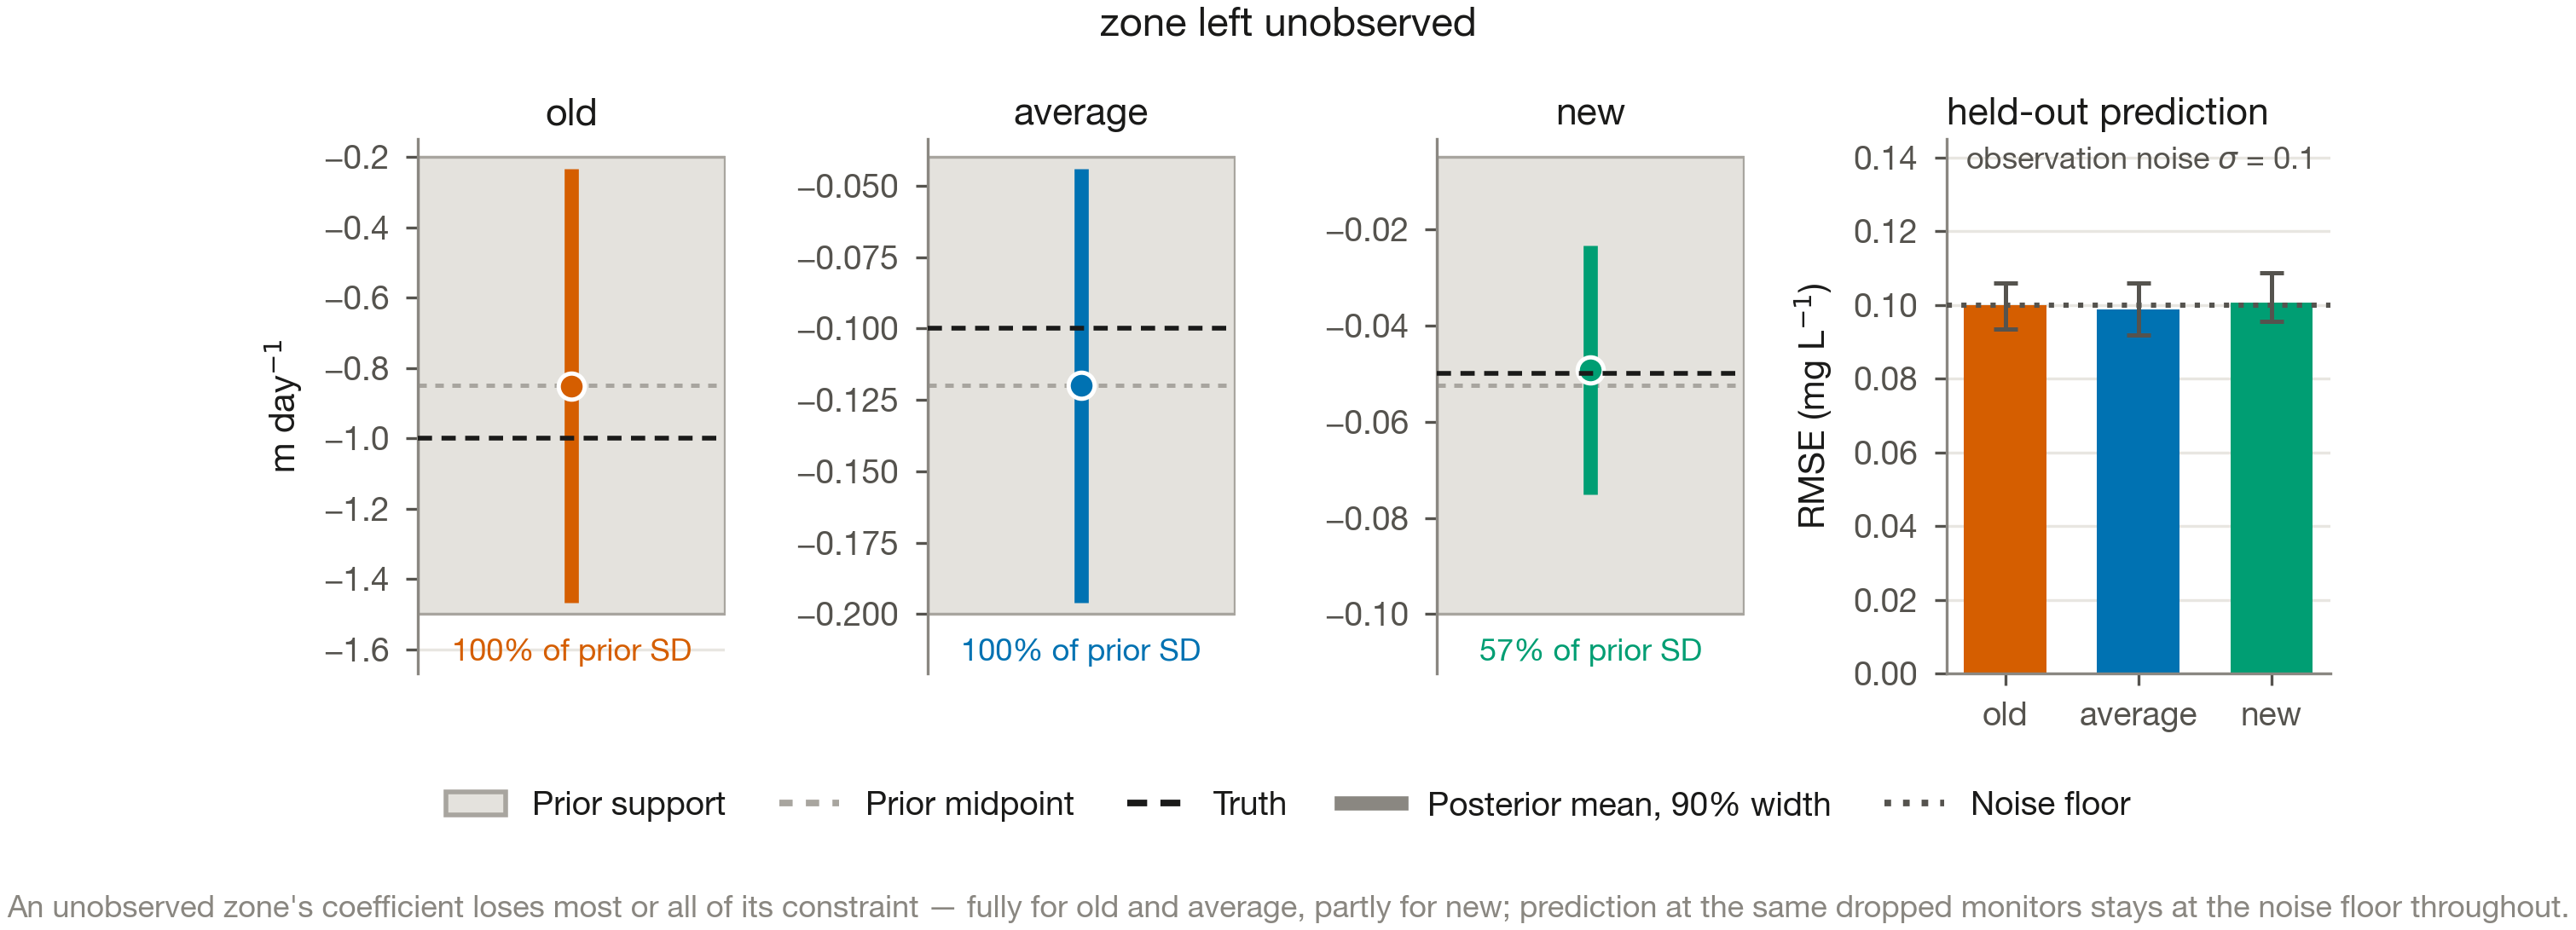 zone left unobserved
old
average
new
held-out prediction
m day⁻¹
−0.2
−0.4
−0.6
−0.8
−1.0
−1.2
−1.4
−1.6
100% of prior SD
−0.050
−0.075
−0.100
−0.125
−0.150
−0.175
−0.200
100% of prior SD
−0.02
−0.04
−0.06
−0.08
−0.10
57% of prior SD
RMSE (mg L⁻¹)
observation noise σ = 0.1
0.14
0.12
0.10
0.08
0.06
0.04
0.02
0.00
old
average
new
Prior support
Prior midpoint
Truth
Posterior mean, 90% width
Noise floor
An unobserved zone's coefficient loses most or all of its constraint — fully for old and average, partly for new; prediction at the same dropped monitors stays at the noise floor throughout.